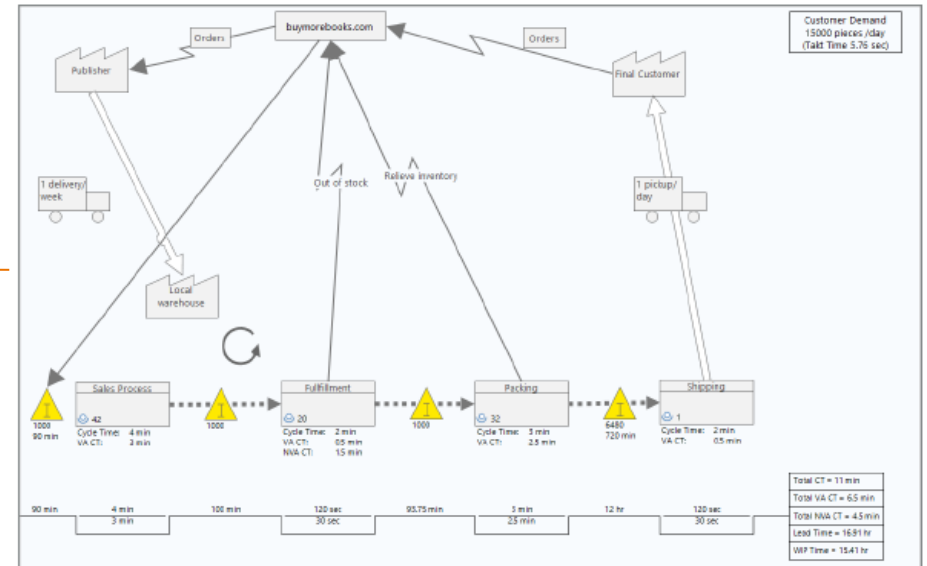 buymorebooks.com
Customer Demand
15000 pieces /day
(Takt Time 5.76 sec)
Orders
Orders
Publisher
Final Customer
1 delivery/
week
Out of stock
Relieve inventory
1 pickup/
day
Local
warehouse
Sales Process
42
Cycle Time: 4 min
VA CT: 3 min
Fullfillment
20
Cycle Time: 2 min
VA CT: 0.5 min
NVA CT: 1.5 min
Packing
32
Cycle Time: 3 min
VA CT: 2.5 min
Shipping
1
Cycle Time: 2 min
VA CT: 0.5 min
I
1000
90 min
I
1000
I
1000
I
6480
720 min
90 min
4 min
3 min
100 min
120 sec
30 sec
93.75 min
3 min
2.5 min
12 hr
120 sec
30 sec
Total CT = 11 min
Total VA CT = 6.5 min
Total NVA CT = 4.5 min
Lead Time = 16.91 hr
WIP Time = 15.41 hr